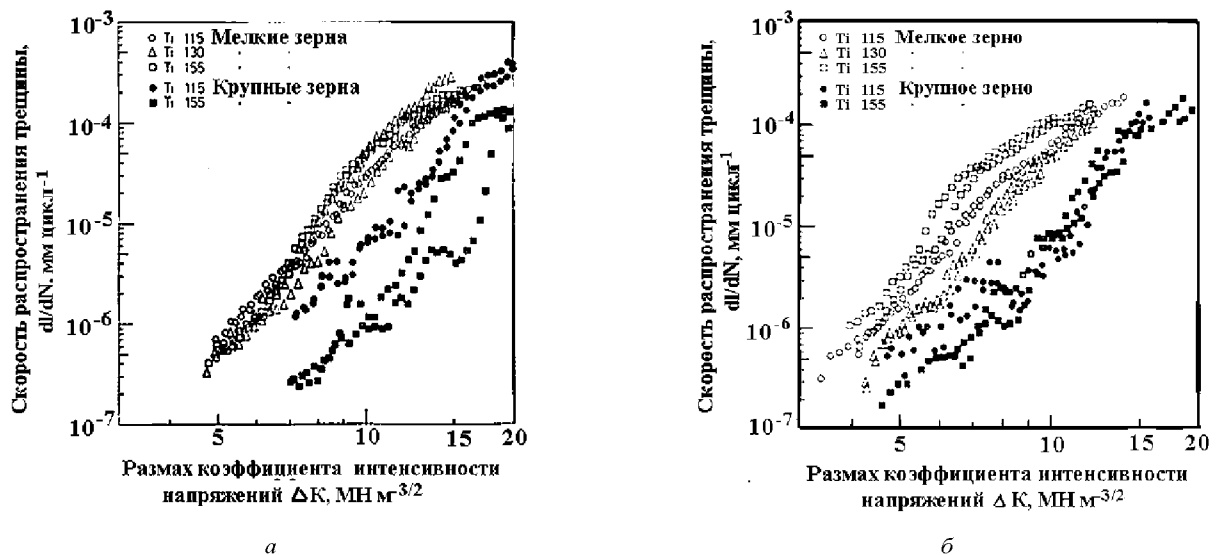 Скорость распространения трещины,
dl/dN, мм цикл-1
10-3
10-4
10-5
10-6
10-7
Ti 115 Мелкие зерна
Ti 130 " "
155 " "
Ti 115 Крупные зерна
Ti 155 " "
5 10 15 20
Размах коэффициента интенсивности
напряжений ΔК, МН м-3/2
а
Скорость распространения трещины,
dl/dN, мм цикл-1
10-3
10-4
10-5
10-6
10-7
Ti 115 Мелкое зерно
Ti 130 " "
Ti 155 " "
Ti 115 Крупное зерно
Ti 155 " "
5 10 15 20
Размах коэффициента интенсивности
напряжений Δ К, МН м-3/2
б